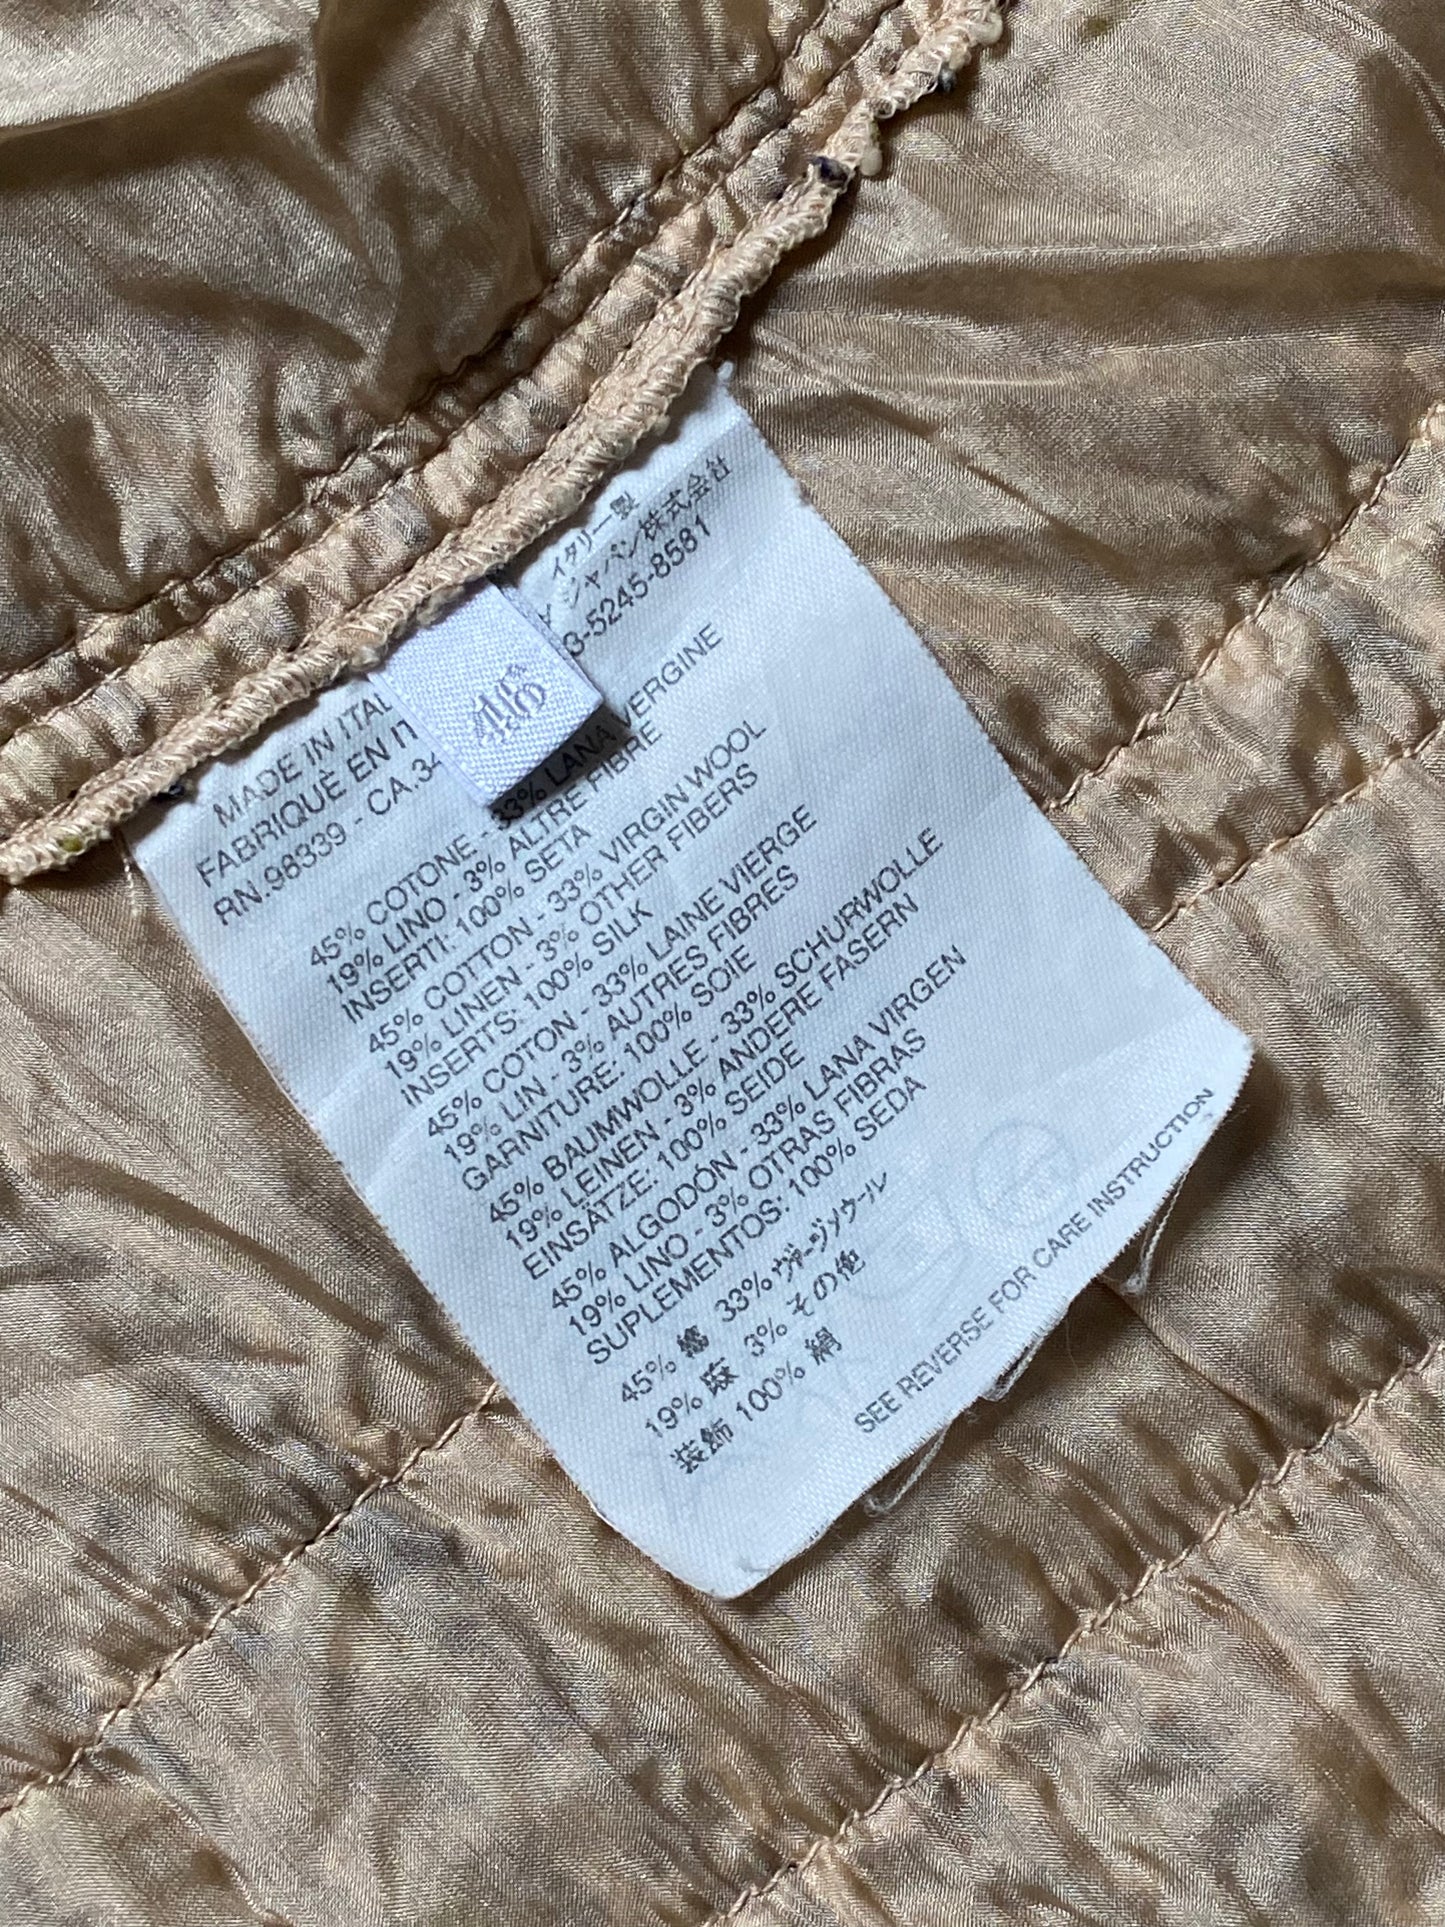 イタリー製
ジャパン株式会社
3-5245-8581
MADE IN ITAL
FABRIQUÈ EN IT
RN.98339 - CA.34
45% COTONE - 33% LANA VERGINE
19% LINO - 3% ALTRE FIBRE
INSERTI: 100% SETA
45% COTTON - 33% VIRGIN WOOL
19% LINEN - 3% OTHER FIBERS
INSERTS: 100% SILK
45% COTON - 33% LAINE VIERGE
19% LIN - 3% AUTRES FIBRES
GARNITURE: 100% SOIE
45% BAUMWOLLE - 33% SCHURWOLLE
19% LEINEN - 3% ANDERE FASERN
EINSÄTZE: 100% SEIDE
45% ALGODÓN - 33% LANA VIRGEN
19% LINO - 3% OTRAS FIBRAS
SUPLEMENTOS: 100% SEDA
45% 綿 33% ヴァージンウール
19% 麻 3% その他
装飾 100% 絹
SEE REVERSE FOR CARE INSTRUCTION